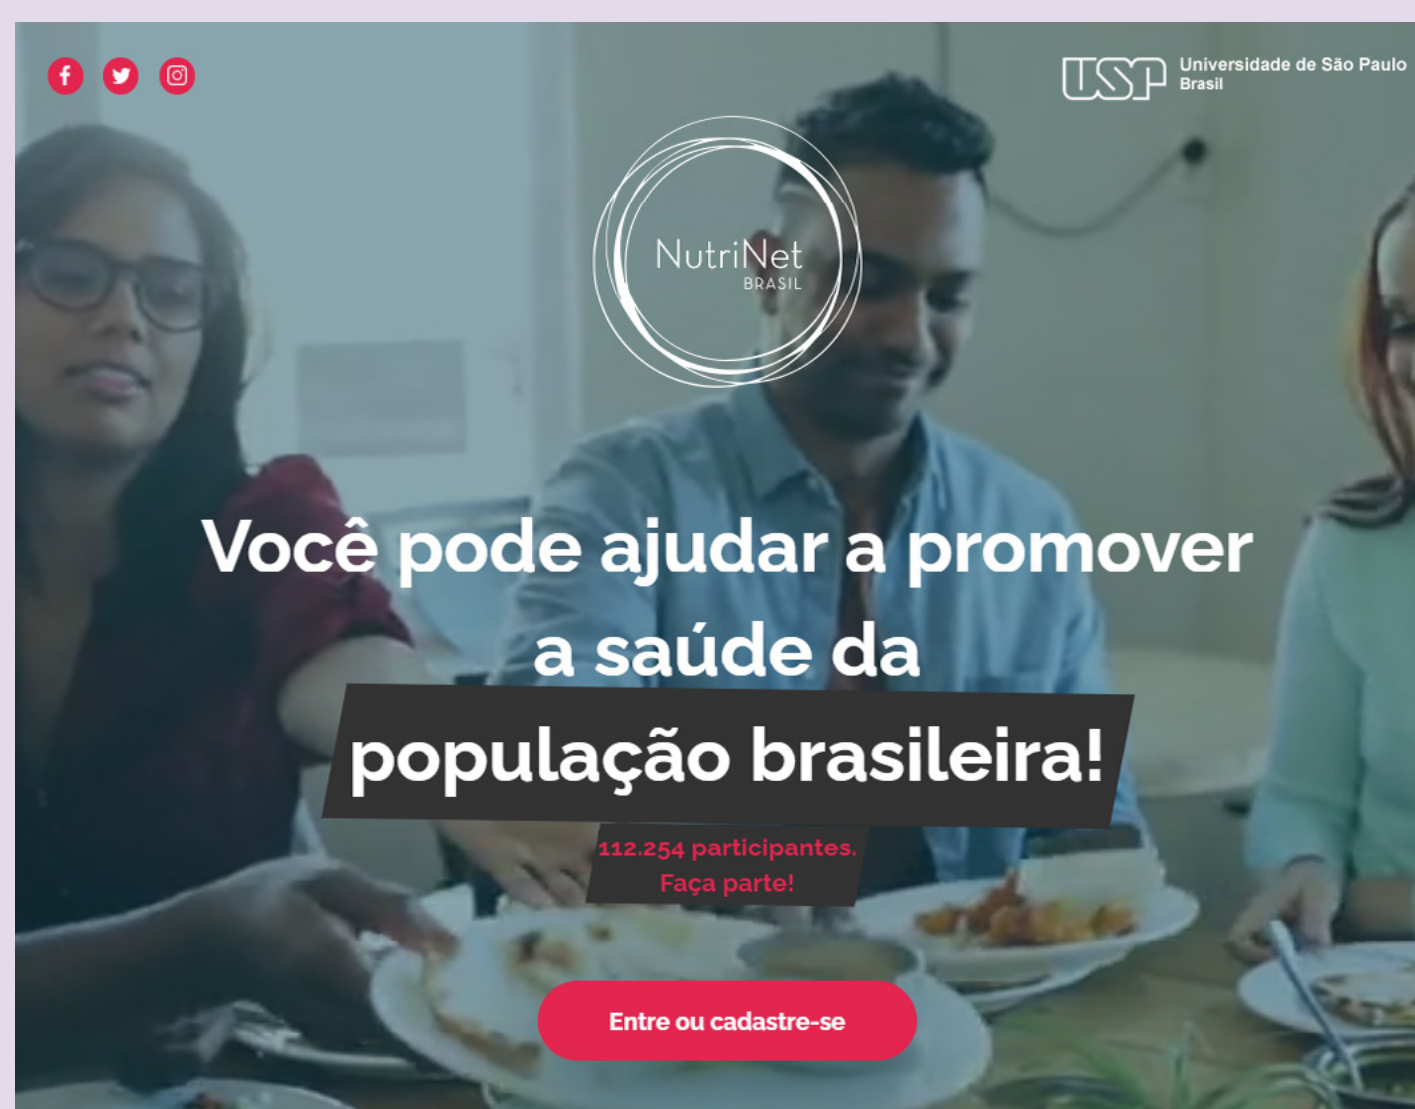 USP Universidade de São Paulo
Brasil
NutriNet
BRASIL
Você pode ajudar a promover
a saúde da
população brasileira!
112.254 participantes.
Faça parte!
Entre ou cadastre-se